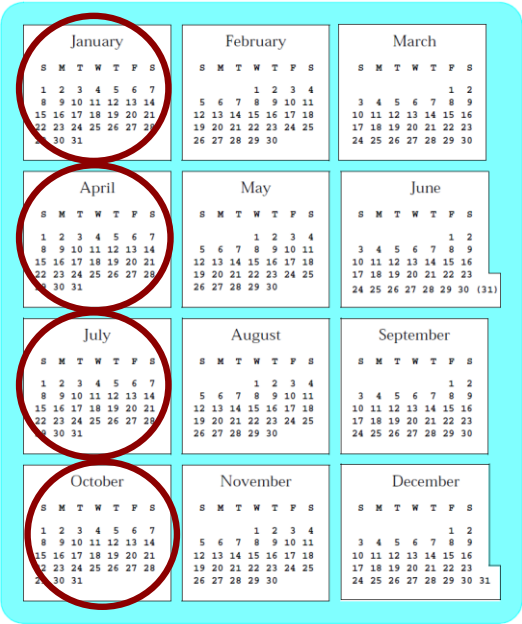 January
S M T W T F S
1 2 3 4 5 6 7
8 9 10 11 12 13 14
15 16 17 18 19 20 21
22 23 24 25 26 27 28
29 30 31
February
S M T W T F S
1 2 3 4
5 6 7 8 9 10 11
12 13 14 15 16 17 18
19 20 21 22 23 24 25
26 27 28 29 30
March
S M T W T F S
1 2
3 4 5 6 7 8 9
10 11 12 13 14 15 16
17 18 19 20 21 22 23
24 25 26 27 28 29 30
April
S M T W T F S
1 2 3 4 5 6 7
8 9 10 11 12 13 14
15 16 17 18 19 20 21
22 23 24 25 26 27 28
29 30 31
May
S M T W T F S
1 2 3 4
5 6 7 8 9 10 11
12 13 14 15 16 17 18
19 20 21 22 23 24 25
26 27 28 29 30
June
S M T W T F S
1 2
3 4 5 6 7 8 9
10 11 12 13 14 15 16
17 18 19 20 21 22 23
24 25 26 27 28 29 30 (31)
July
S M T W T F S
1 2 3 4 5 6 7
8 9 10 11 12 13 14
15 16 17 18 19 20 21
22 23 24 25 26 27 28
29 30 31
August
S M T W T F S
1 2 3 4
5 6 7 8 9 10 11
12 13 14 15 16 17 18
19 20 21 22 23 24 25
26 27 28 29 30
September
S M T W T F S
1 2
3 4 5 6 7 8 9
10 11 12 13 14 15 16
17 18 19 20 21 22 23
24 25 26 27 28 29 30
October
S M T W T F S
1 2 3 4 5 6 7
8 9 10 11 12 13 14
15 16 17 18 19 20 21
22 23 24 25 26 27 28
29 30 31
November
S M T W T F S
1 2 3 4
5 6 7 8 9 10 11
12 13 14 15 16 17 18
19 20 21 22 23 24 25
26 27 28 29 30
December
S M T W T F S
1 2
3 4 5 6 7 8 9
10 11 12 13 14 15 16
17 18 19 20 21 22 23
24 25 26 27 28 29 30 31